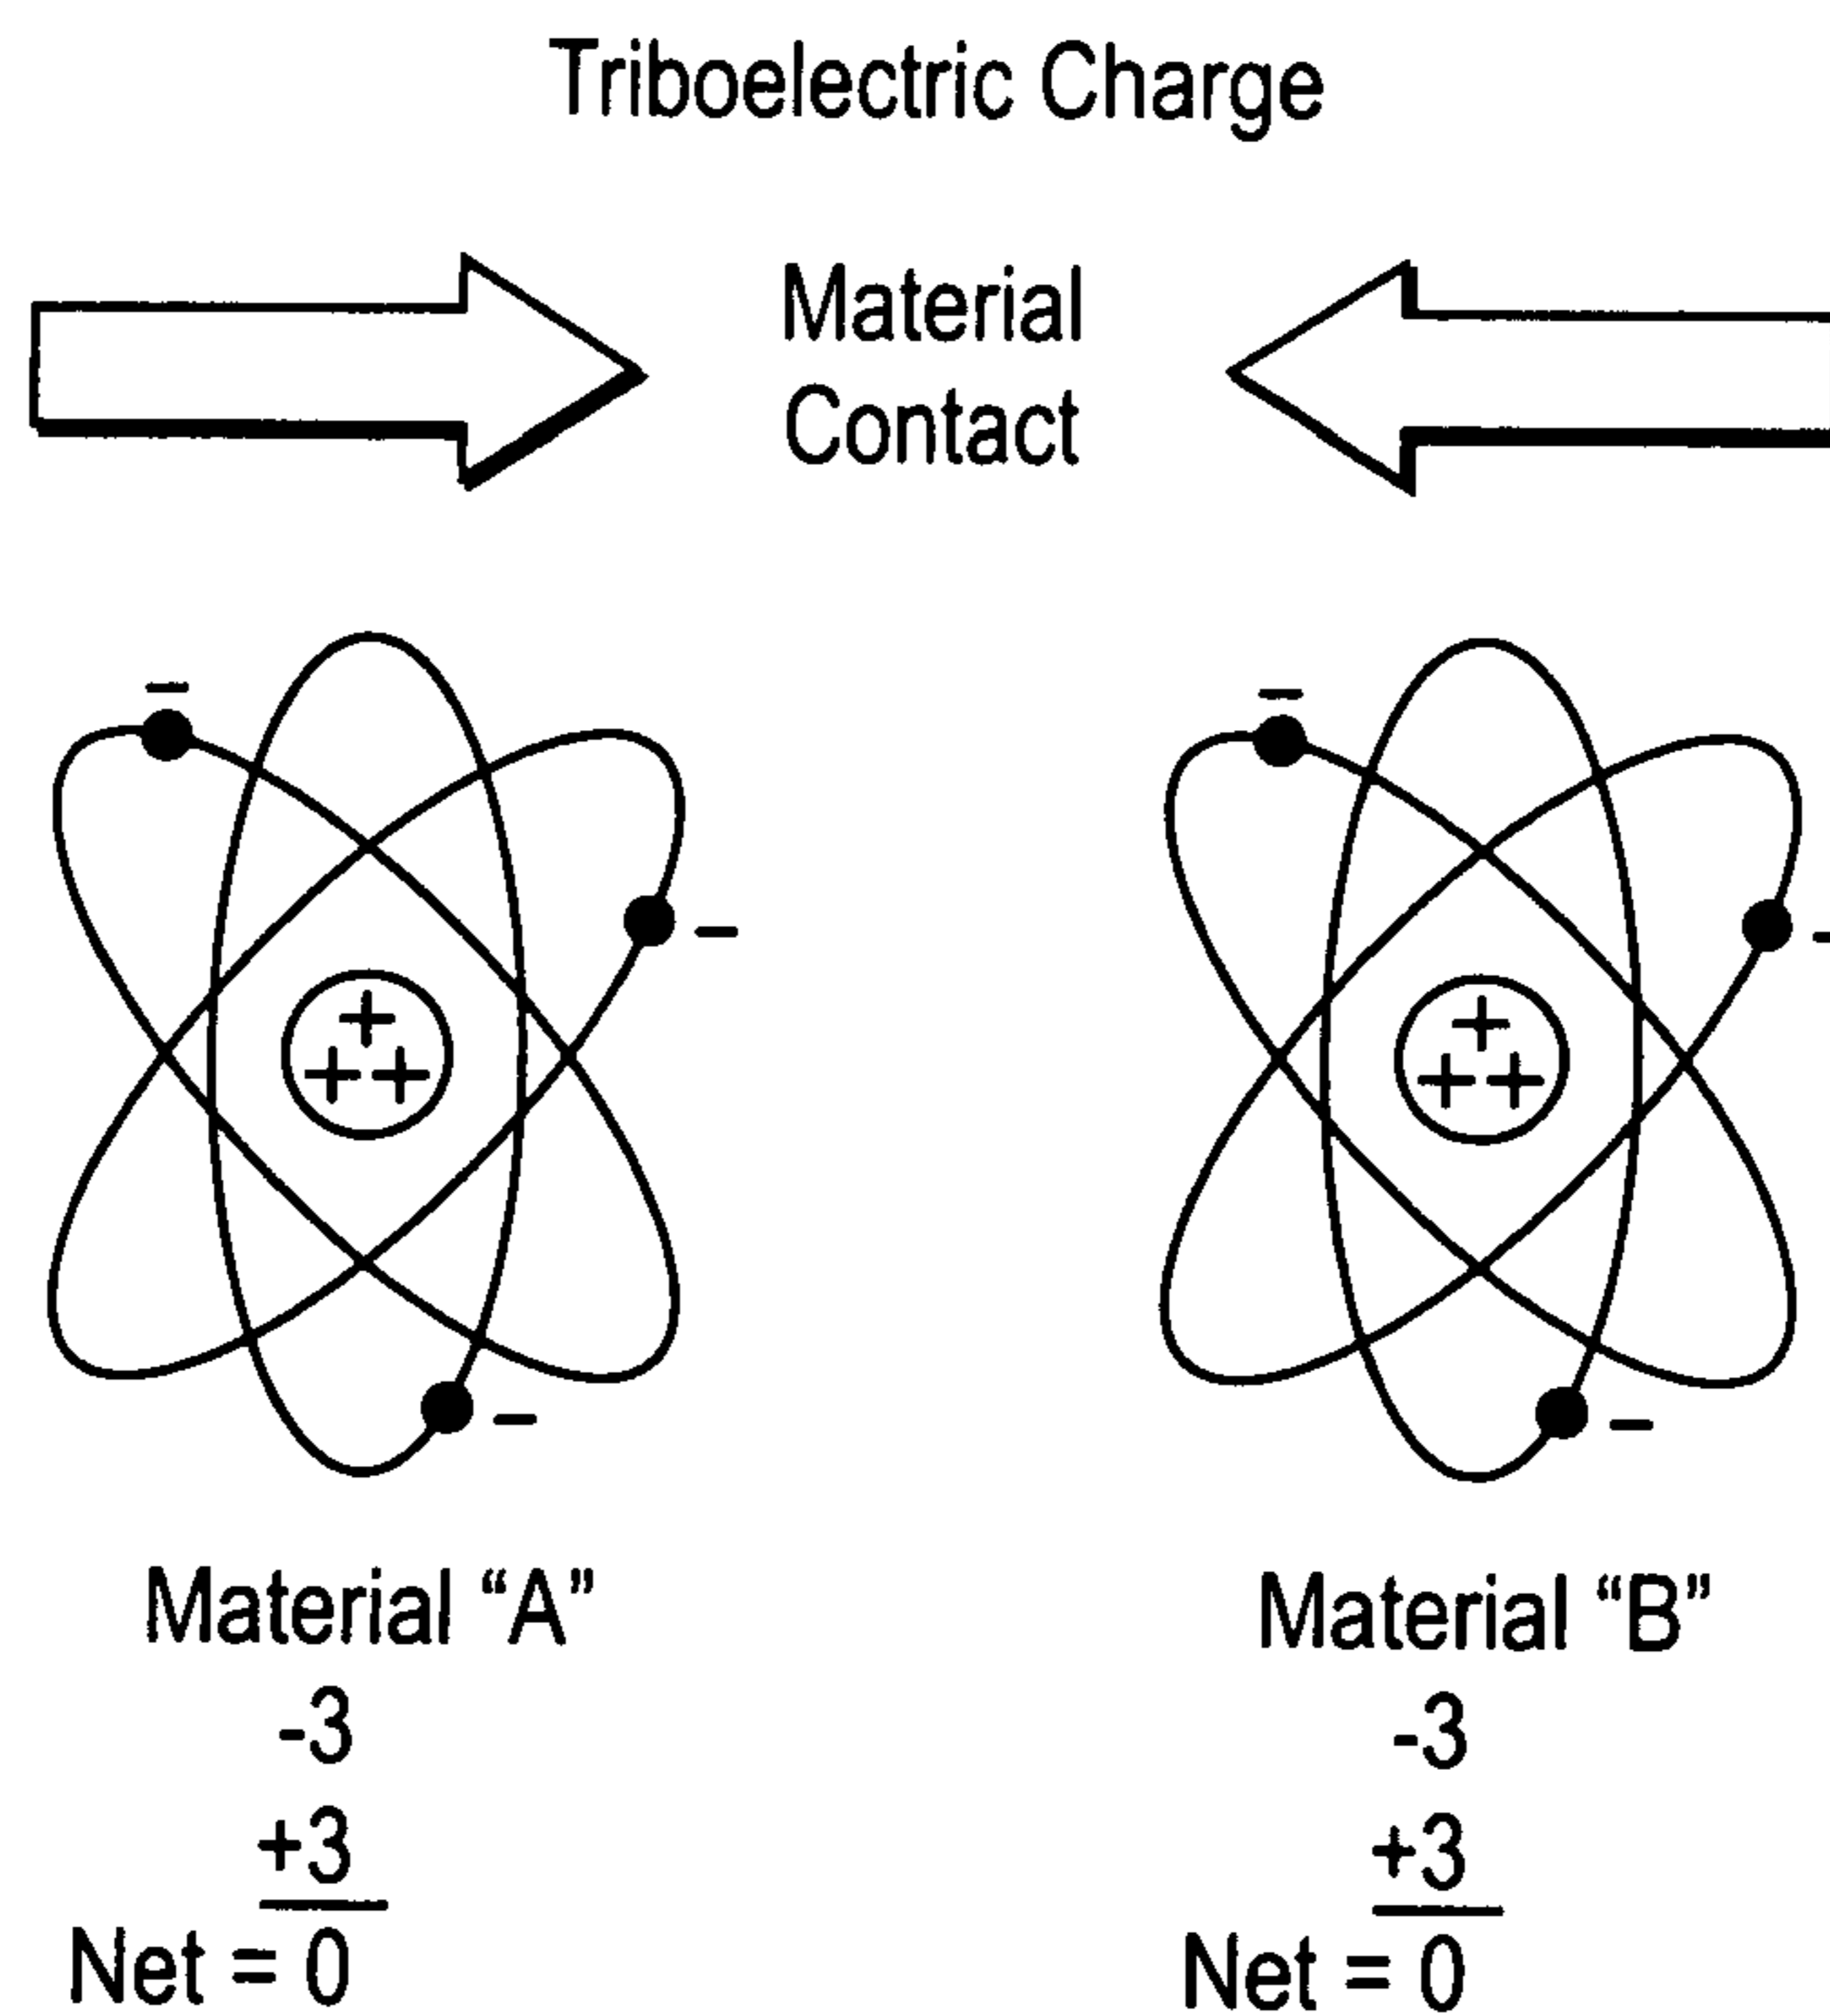 Triboelectric Charge
Material
Contact
–
–
+
+ +
–
–
–
+
+ +
–
Material “A”
-3
+3
Net = 0
Material “B”
-3
+3
Net = 0